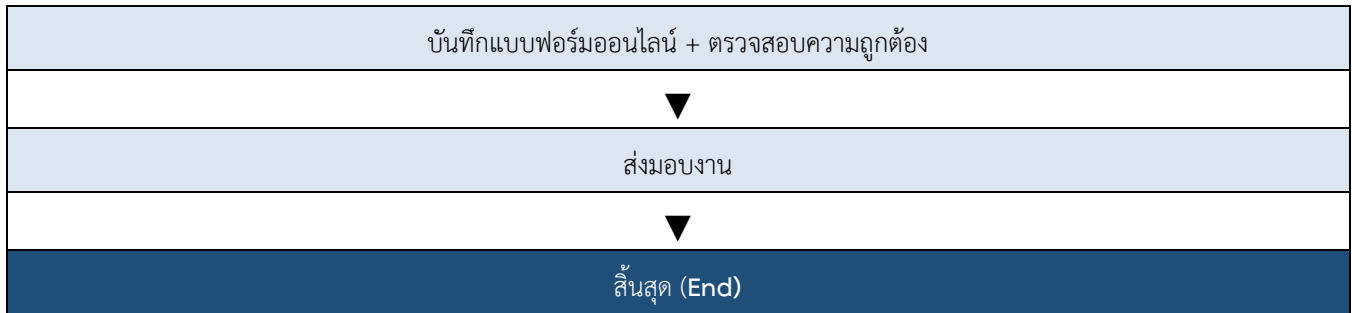 บันทึกแบบฟอร์มออนไลน์ + ตรวจสอบความถูกต้อง
▼
ส่งมอบงาน
▼
สิ้นสุด (End)